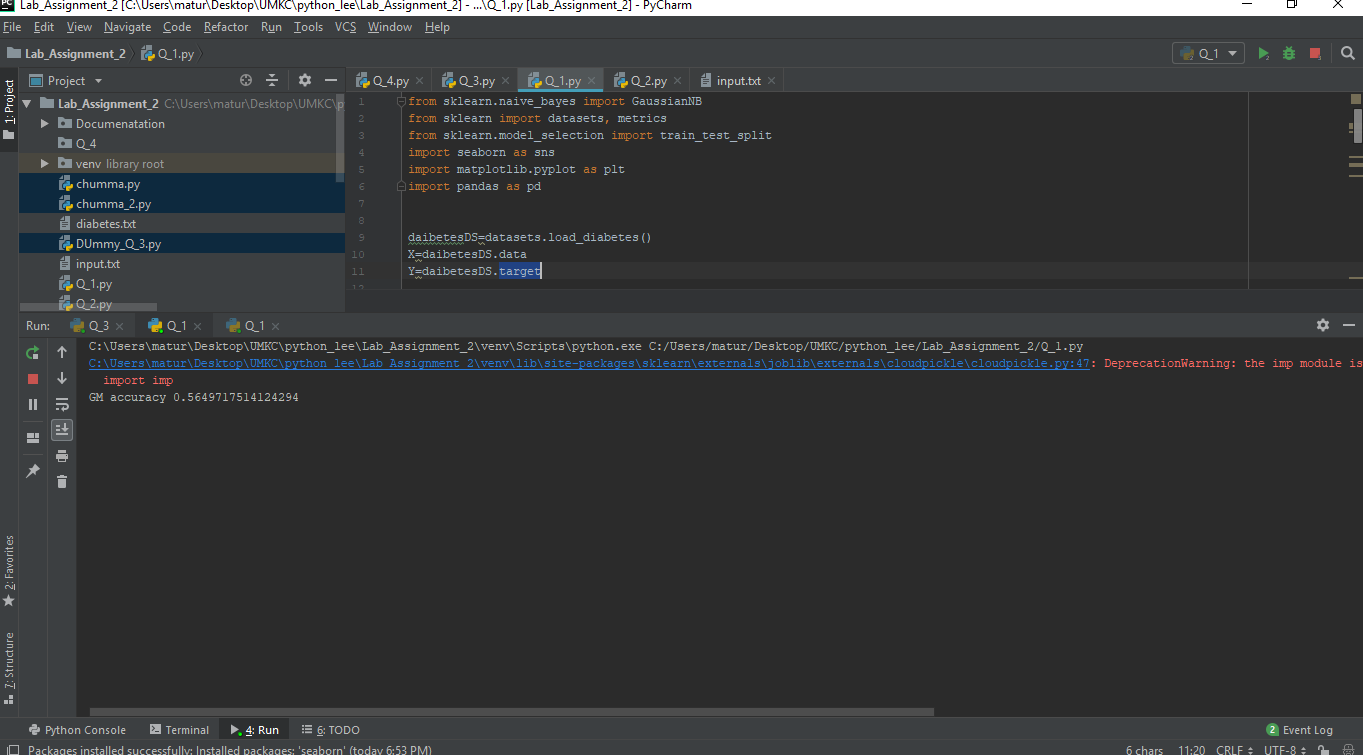 PC Lab_Assignment_2 [C:\Users\matur\Desktop\UMKC\python_lee\Lab_Assignment_2] - ...\Q_1.py [Lab_Assignment_2] - PyCharm
File Edit View Navigate Code Refactor Run Tools VCS Window Help
Lab_Assignment_2 Q_1.py Q_1
1: Project
Project Q_4.py Q_3.py Q_1.py Q_2.py input.txt
Lab_Assignment_2 C:\Users\matur\Desktop\UMKC\p
Documenatation
Q_4
venv library root
chumma.py
chumma_2.py
diabetes.txt
DUmmy_Q_3.py
input.txt
Q_1.py
Q_2.py
1 from sklearn.naive_bayes import GaussianNB
2 from sklearn import datasets, metrics
3 from sklearn.model_selection import train_test_split
4 import seaborn as sns
5 import matplotlib.pyplot as plt
6 import pandas as pd
7
8
9 daibetesDS=datasets.load_diabetes()
10 X=daibetesDS.data
11 Y=daibetesDS.target
12
Run: Q_3 Q_1 Q_1
C:\Users\matur\Desktop\UMKC\python_lee\Lab_Assignment_2\venv\Scripts\python.exe C:/Users/matur/Desktop/UMKC/python_lee/Lab_Assignment_2/Q_1.py
C:\Users\matur\Desktop\UMKC\python_lee\Lab_Assignment_2\venv\lib\site-packages\sklearn\externals\joblib\externals\cloudpickle\cloudpickle.py:47: DeprecationWarning: the imp module is
import imp
GM accuracy 0.5649717514124294
2: Favorites
7: Structure
Python Console Terminal 4: Run 6: TODO 2 Event Log
Packages installed successfully: Installed packages: 'seaborn' (today 6:53 PM) 6 chars 11:20 CRLF UTF-8